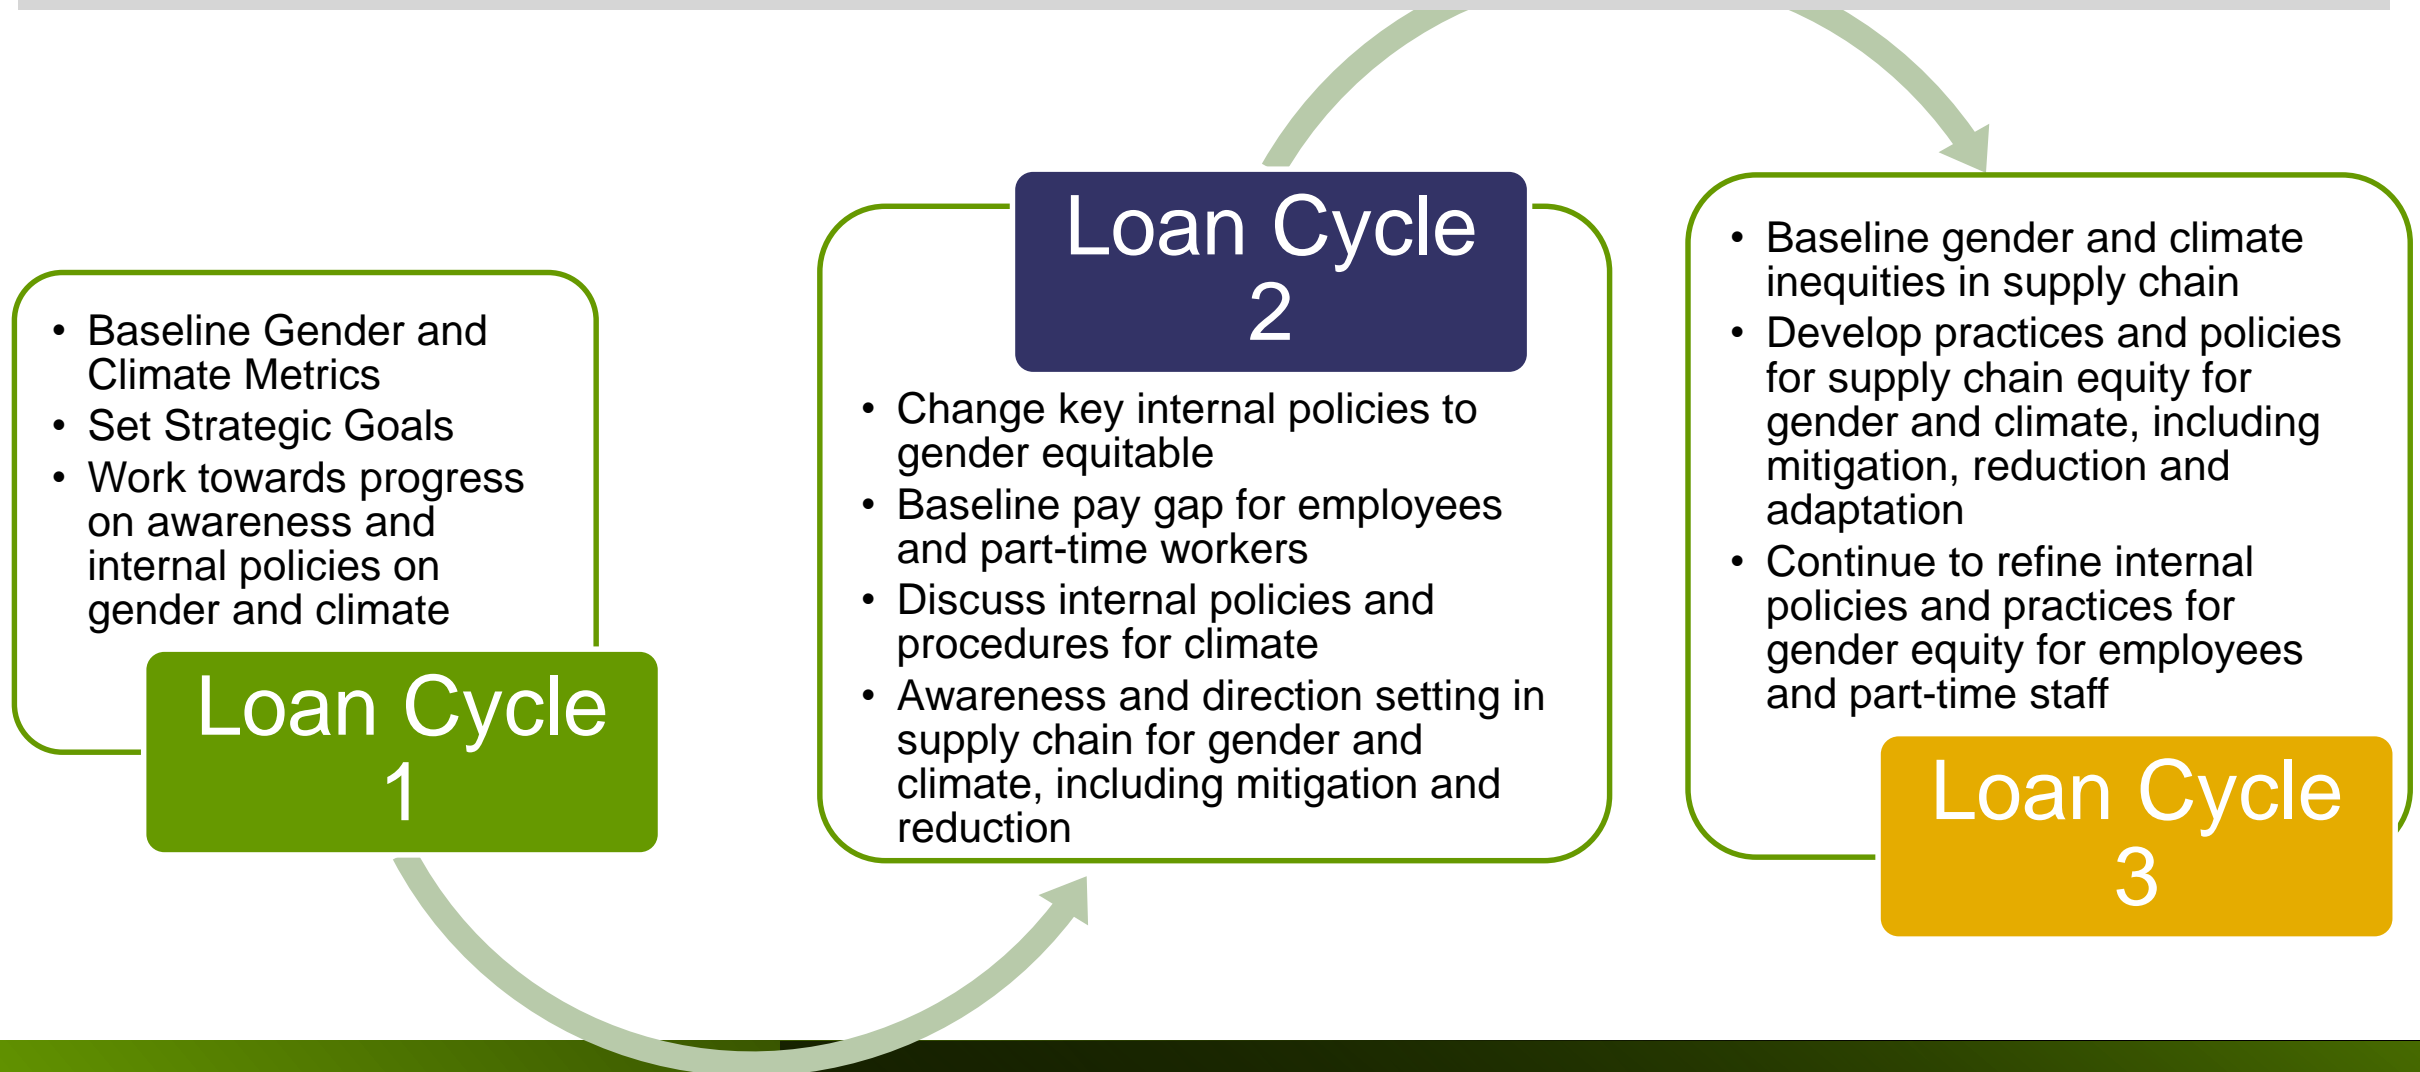 • Baseline Gender and
Climate Metrics
• Set Strategic Goals
• Work towards progress
on awareness and
internal policies on
gender and climate
Loan Cycle
1
Loan Cycle
2
• Change key internal policies to
gender equitable
• Baseline pay gap for employees
and part-time workers
• Discuss internal policies and
procedures for climate
• Awareness and direction setting in
supply chain for gender and
climate, including mitigation and
reduction
• Baseline gender and climate
inequities in supply chain
• Develop practices and policies
for supply chain equity for
gender and climate, including
mitigation, reduction and
adaptation
• Continue to refine internal
policies and practices for
gender equity for employees
and part-time staff
Loan Cycle
3